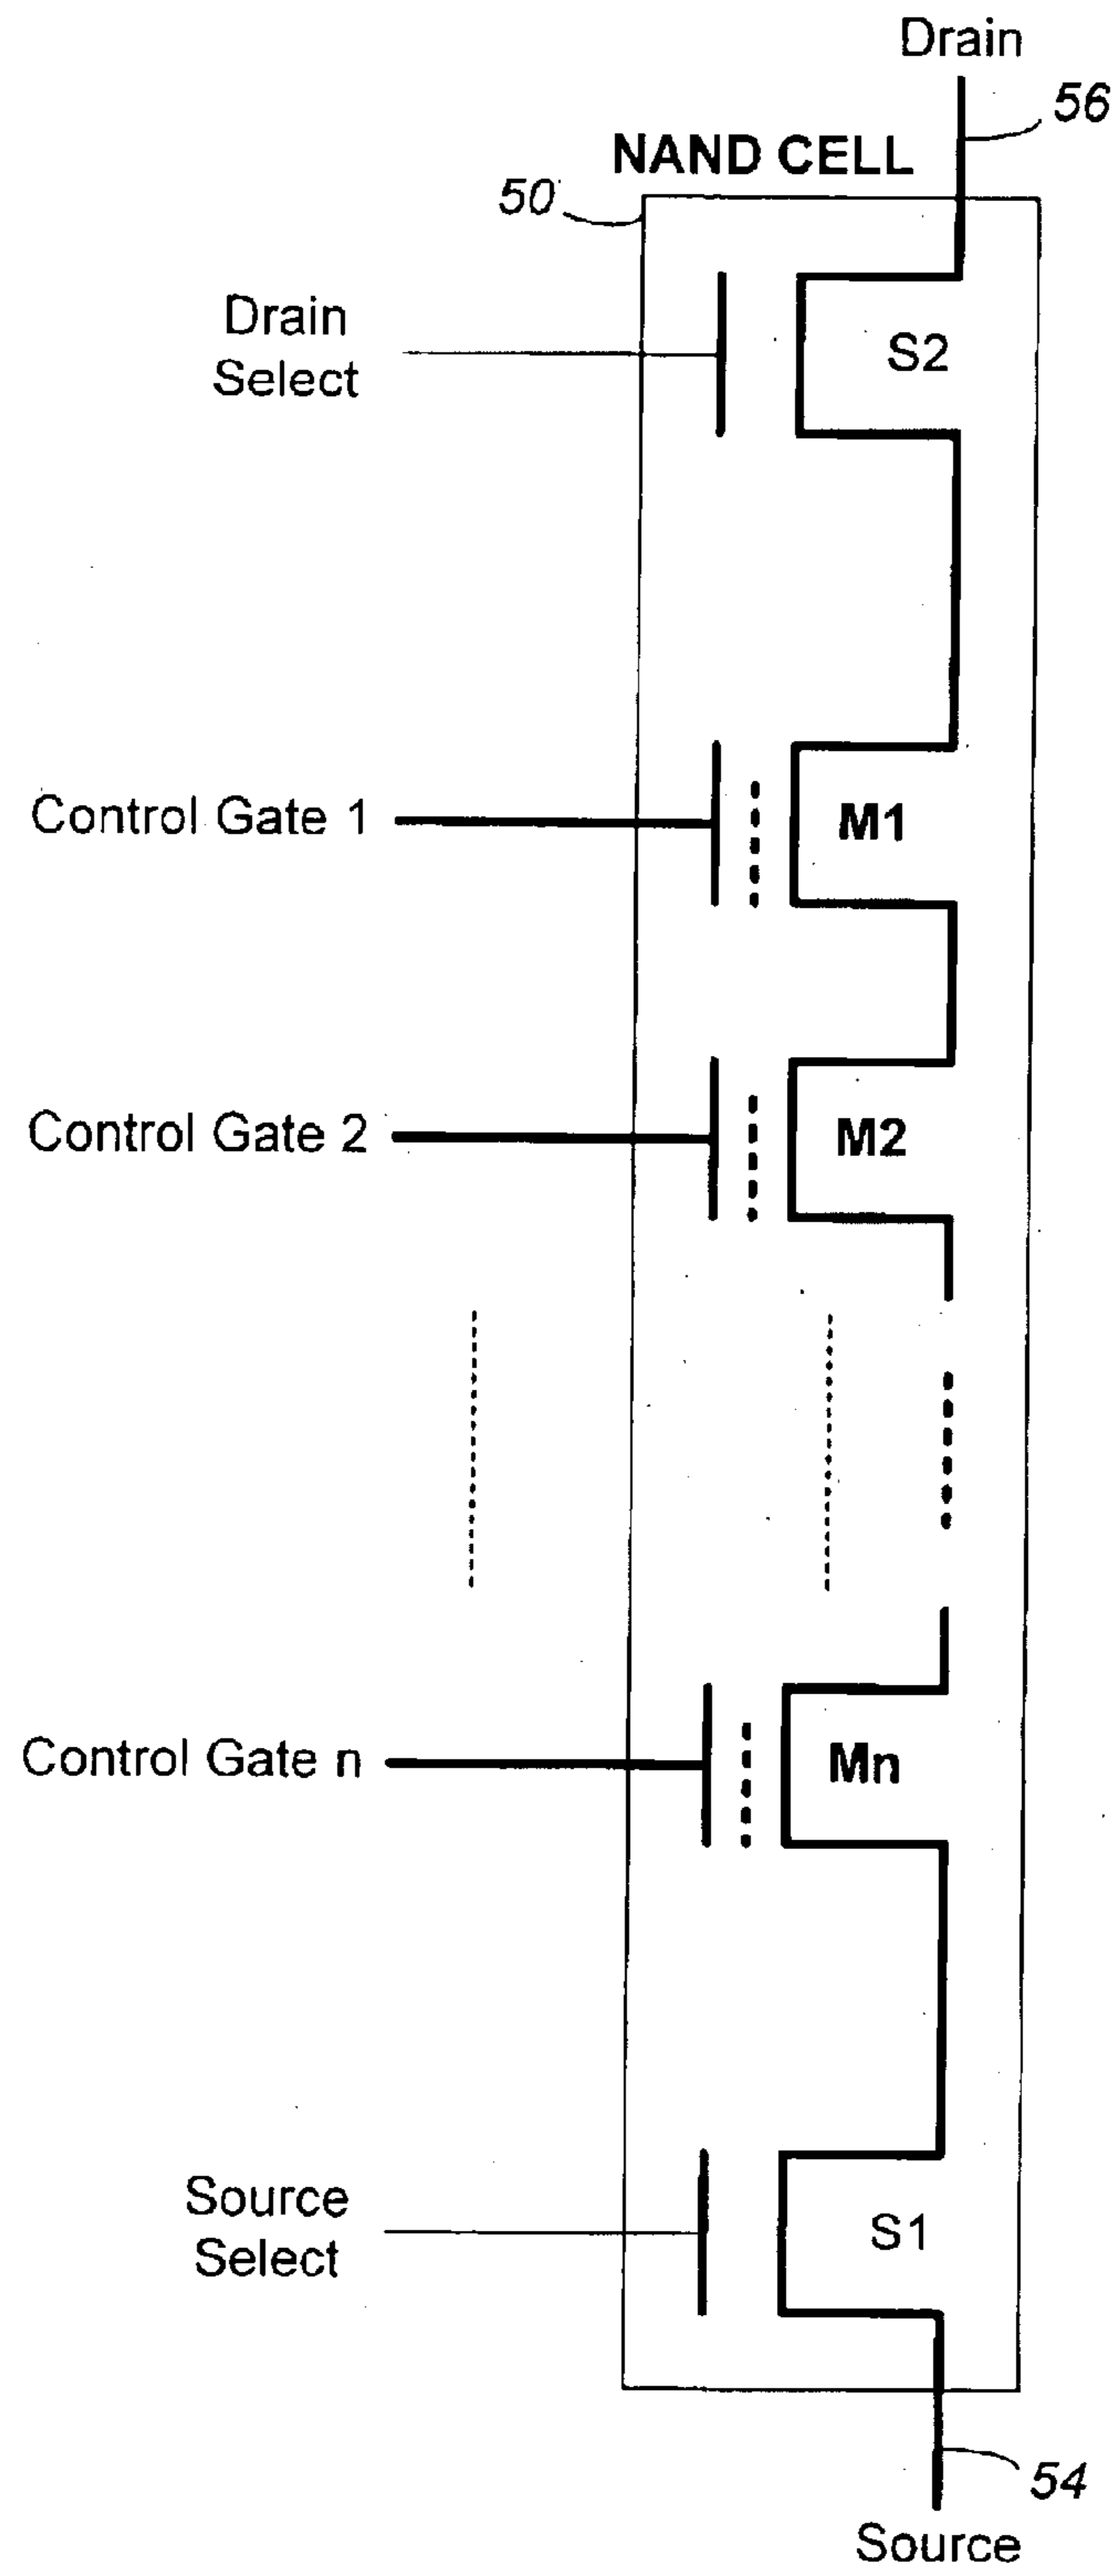 Drain
56
NAND CELL
50
Drain
Select
S2
Control Gate 1
M1
Control Gate 2
M2
Control Gate n
Mn
Source
Select
S1
54
Source